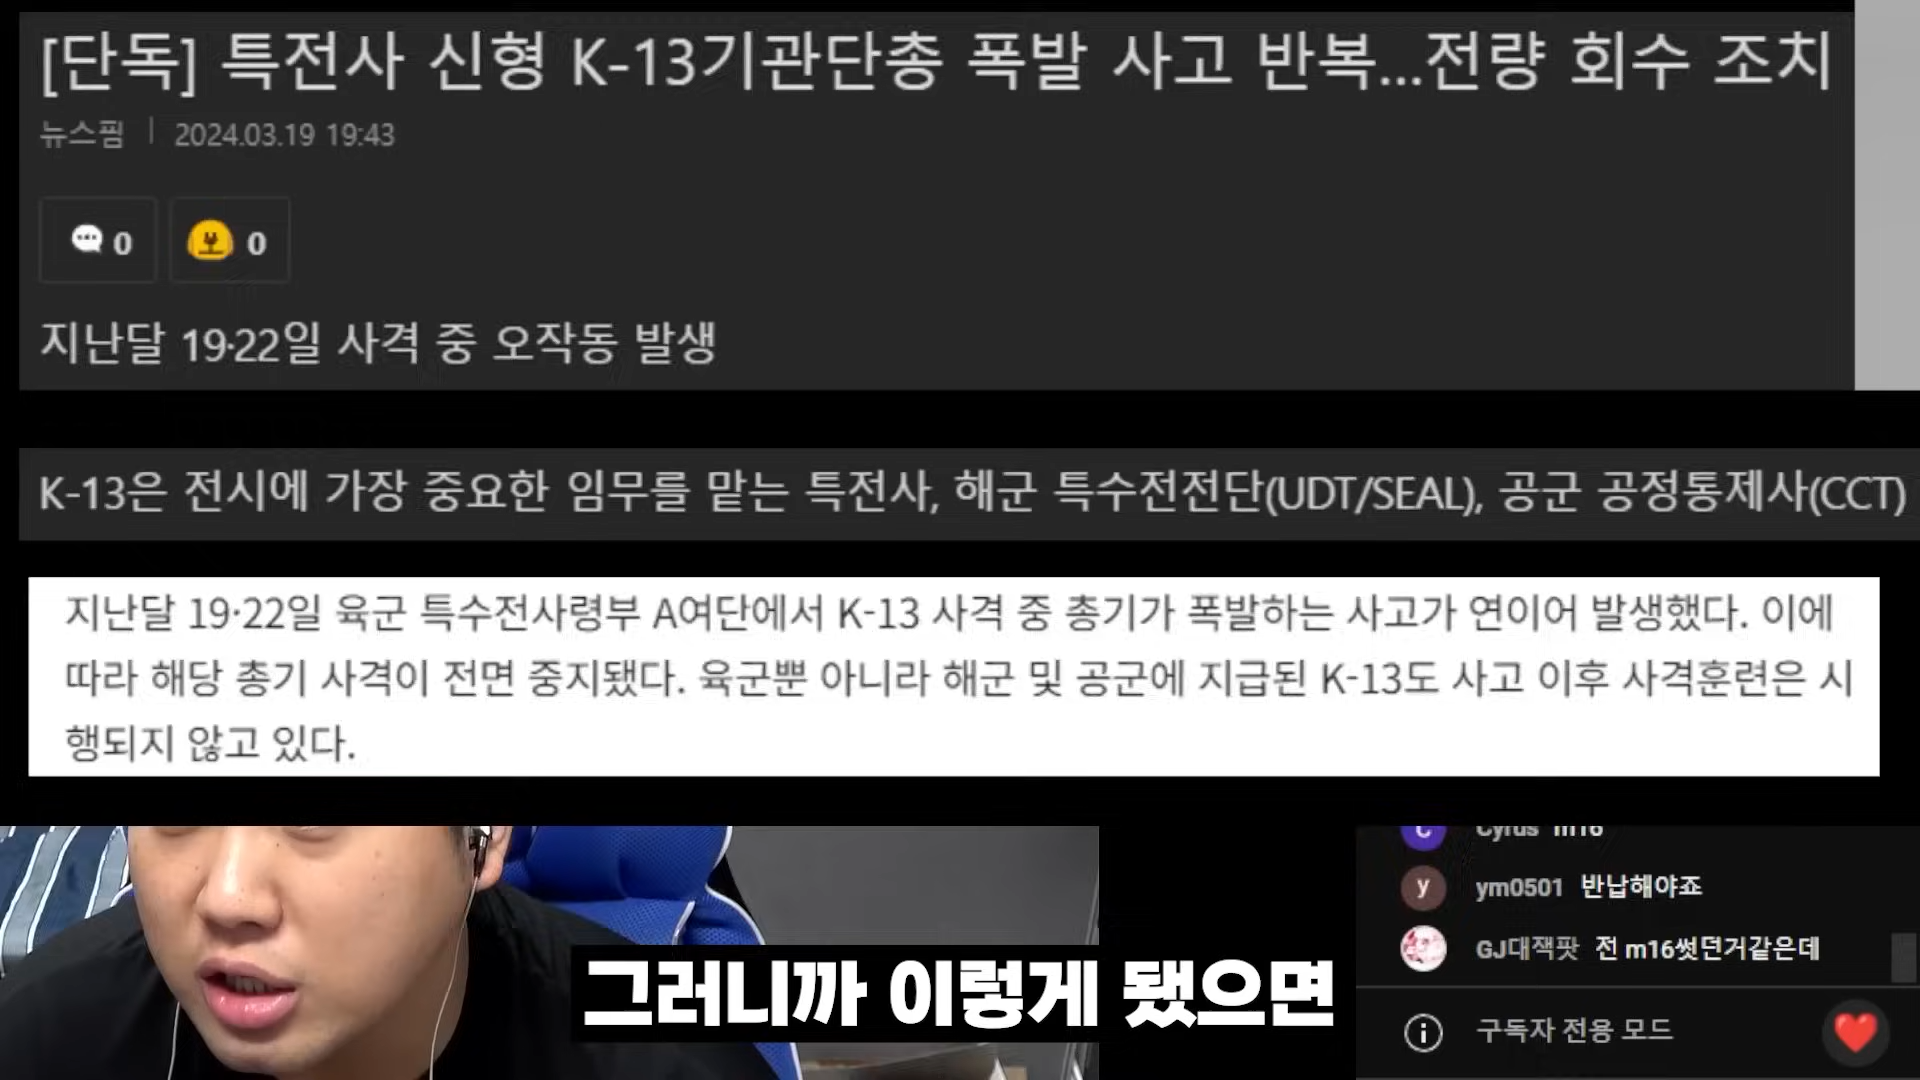 [단독] 특전사 신형 K-13기관단총 폭발 사고 반복...전량 회수 조치
뉴스핌 | 2024.03.19 19:43
0 0
지난달 19·22일 사격 중 오작동 발생
K-13은 전시에 가장 중요한 임무를 맡는 특전사, 해군 특수전전단(UDT/SEAL), 공군 공정통제사(CCT)
지난달 19·22일 육군 특수전사령부 A여단에서 K-13 사격 중 총기가 폭발하는 사고가 연이어 발생했다. 이에
따라 해당 총기 사격이 전면 중지됐다. 육군뿐 아니라 해군 및 공군에 지급된 K-13도 사고 이후 사격훈련은 시
행되지 않고 있다.
C Cyrus m16
y ym0501 반납해야죠
GJ대잭팟 전 m16썻던거같은데
그러니까 이렇게 됐으면
구독자 전용 모드